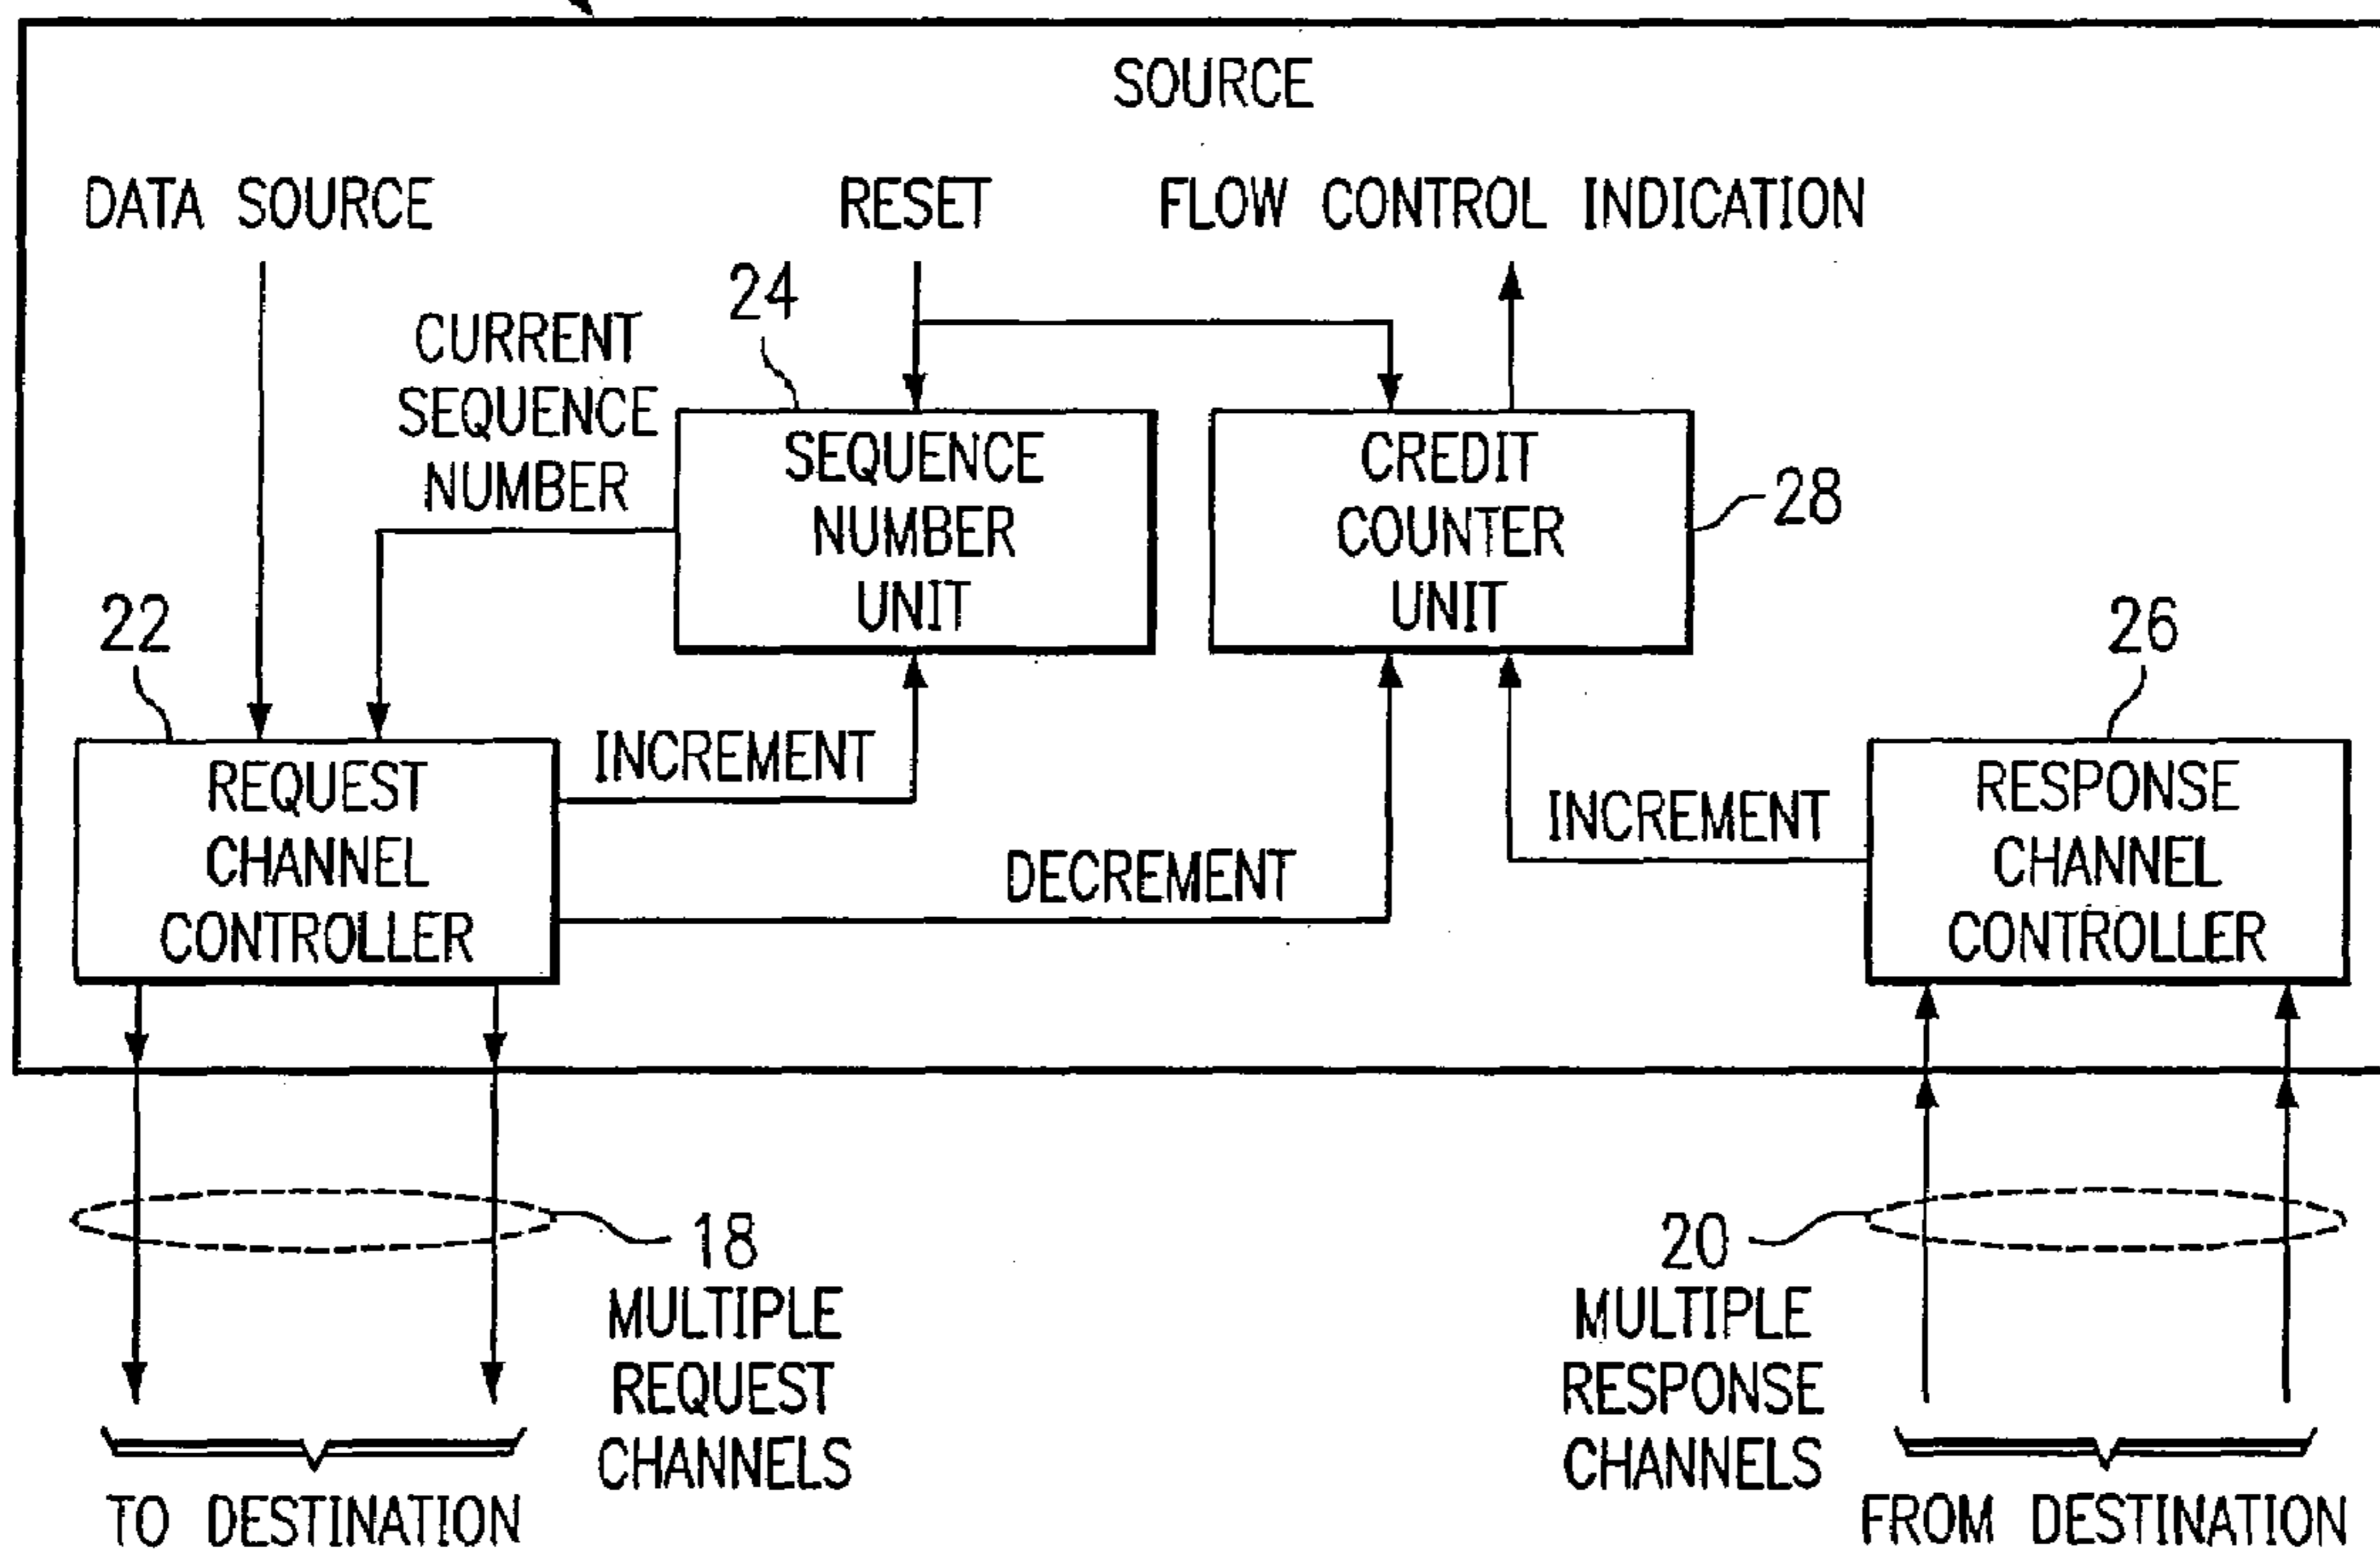 SOURCE
DATA SOURCE
RESET
FLOW CONTROL INDICATION
24
CURRENT
SEQUENCE
NUMBER
SEQUENCE
NUMBER
UNIT
CREDIT
COUNTER
UNIT
28
22
26
REQUEST
CHANNEL
CONTROLLER
INCREMENT
DECREMENT
INCREMENT
RESPONSE
CHANNEL
CONTROLLER
18
MULTIPLE
REQUEST
CHANNELS
20
MULTIPLE
RESPONSE
CHANNELS
TO DESTINATION
FROM DESTINATION